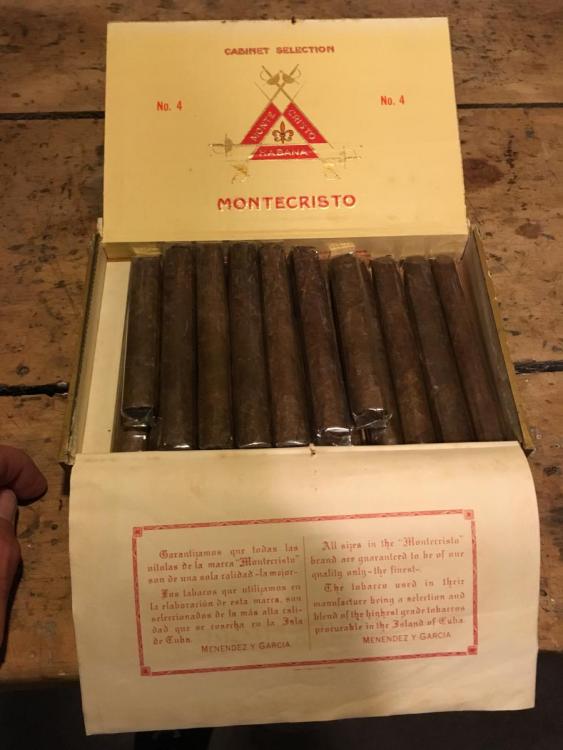 CABINET SELECTION
No. 4
No. 4
MONTE CRISTO
HABANA
MONTECRISTO
Garantizamos que todas las
vitolas de la marca "Montecristo"
son de una sola calidad-la mejor-
Los tabacos que utilizamos en
la elaboración de esta marca, son
seleccionados de la más alta cali-
dad que se cosecha en la Isla
de Cuba.
MENENDEZ Y GARCIA
All sizes in the "Montecristo"
brand are guaranteed to be of one
quality only-the finest-.
The tobacco used in their
manufacture being a selection and
blend of the highest grade tobaccos
procurable in the Island of Cuba.
MENENDEZ Y GARCIA